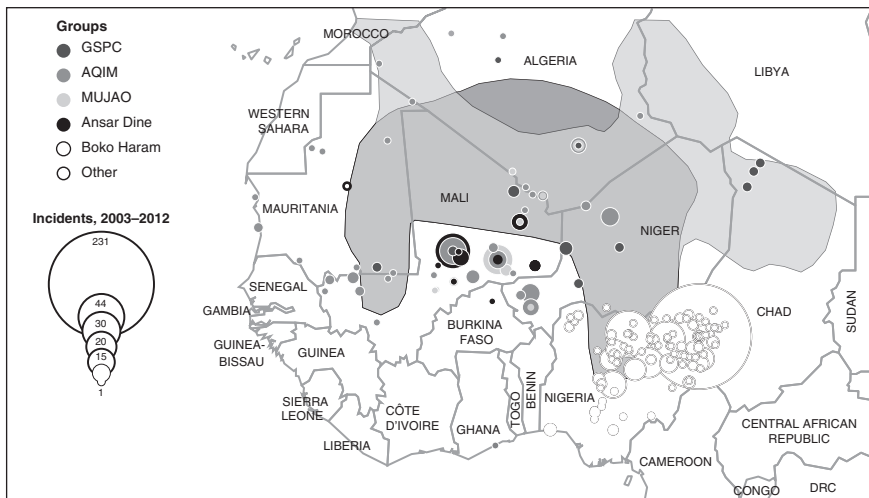 Groups
GSPC
AQIM
MUJAO
Ansar Dine
Boko Haram
Other
Incidents, 2003–2012
231
44
30
20
15
1
MOROCCO
ALGERIA
LIBYA
WESTERN
SAHARA
MAURITANIA
MALI
NIGER
CHAD
SUDAN
SENEGAL
GAMBIA
GUINEA-
BISSAU
GUINEA
BURKINA
FASO
SIERRA
LEONE
LIBERIA
CÔTE
D'IVOIRE
GHANA
TOGO
BENIN
NIGERIA
CAMEROON
CENTRAL AFRICAN
REPUBLIC
CONGO
DRC